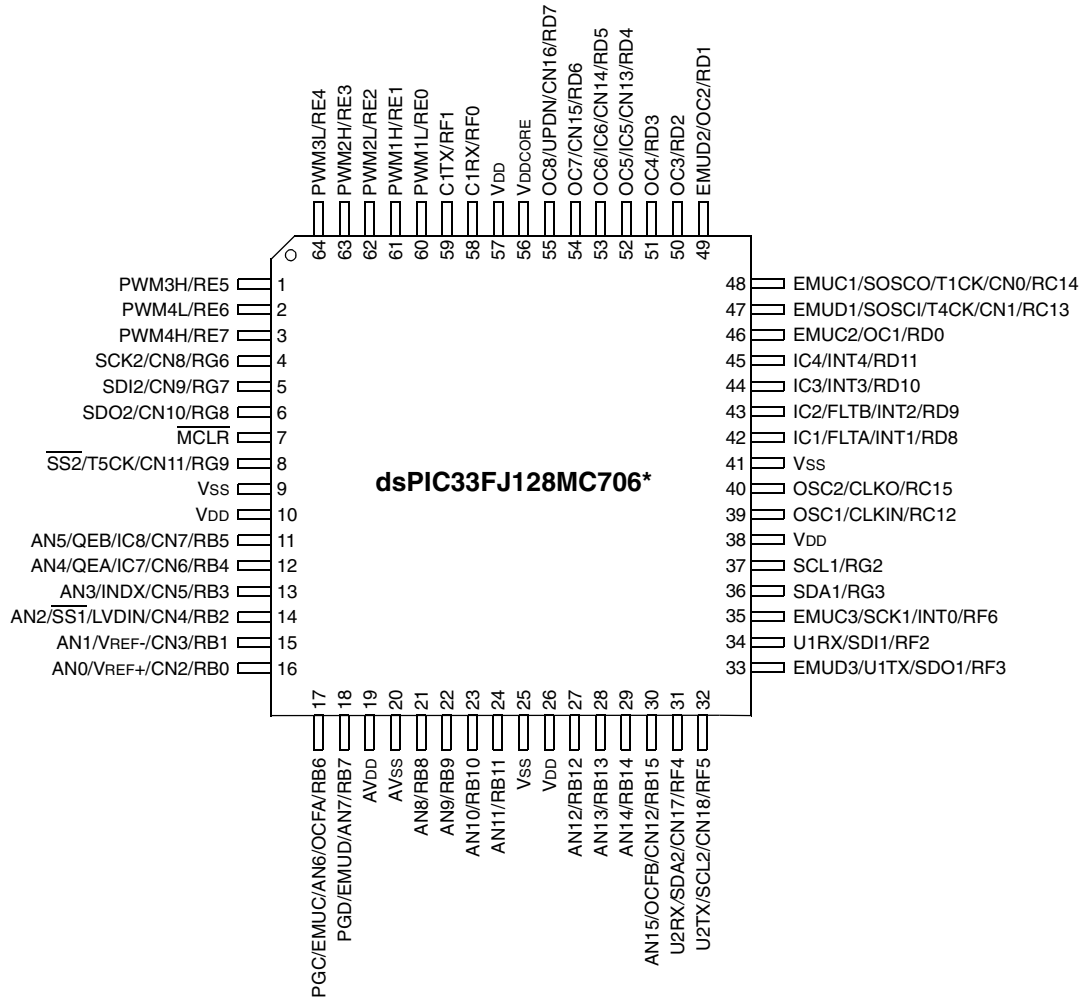 PWM3L/RE4
PWM2H/RE3
PWM2L/RE2
PWM1H/RE1
PWM1L/RE0
C1TX/RF1
C1RX/RF0
VDD
VDDCORE
OC8/UPDN/CN16/RD7
OC7/CN15/RD6
OC6/IC6/CN14/RD5
OC5/IC5/CN13/RD4
OC4/RD3
OC3/RD2
EMUD2/OC2/RD1
64 63 62 61 60 59 58 57 56 55 54 53 52 51 50 49
PWM3H/RE5 1
PWM4L/RE6 2
PWM4H/RE7 3
SCK2/CN8/RG6 4
SDI2/CN9/RG7 5
SDO2/CN10/RG8 6
MCLR 7
SS2/T5CK/CN11/RG9 8
VSS 9
VDD 10
AN5/QEB/IC8/CN7/RB5 11
AN4/QEA/IC7/CN6/RB4 12
AN3/INDX/CN5/RB3 13
AN2/SS1/LVDIN/CN4/RB2 14
AN1/VREF-/CN3/RB1 15
AN0/VREF+/CN2/RB0 16
dsPIC33FJ128MC706*
48 EMUC1/SOSCO/T1CK/CN0/RC14
47 EMUD1/SOSCI/T4CK/CN1/RC13
46 EMUC2/OC1/RD0
45 IC4/INT4/RD11
44 IC3/INT3/RD10
43 IC2/FLTB/INT2/RD9
42 IC1/FLTA/INT1/RD8
41 VSS
40 OSC2/CLKO/RC15
39 OSC1/CLKIN/RC12
38 VDD
37 SCL1/RG2
36 SDA1/RG3
35 EMUC3/SCK1/INT0/RF6
34 U1RX/SDI1/RF2
33 EMUD3/U1TX/SDO1/RF3
17 18 19 20 21 22 23 24 25 26 27 28 29 30 31 32
PGC/EMUC/AN6/OCFA/RB6
PGD/EMUD/AN7/RB7
AVDD
AVSS
AN8/RB8
AN9/RB9
AN10/RB10
AN11/RB11
VSS
VDD
AN12/RB12
AN13/RB13
AN14/RB14
AN15/OCFB/CN12/RB15
U2RX/SDA2/CN17/RF4
U2TX/SCL2/CN18/RF5